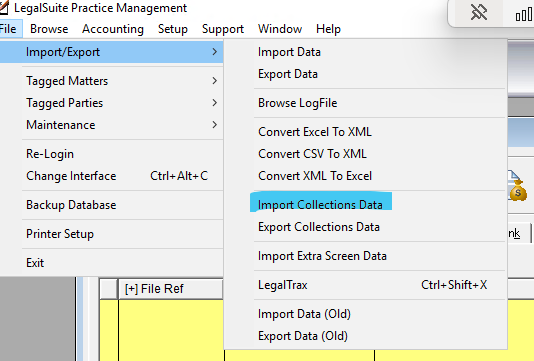 LegalSuite Practice Management
File Browse Accounting Setup Support Window Help
Import/Export
Tagged Matters
Tagged Parties
Maintenance
Re-Login
Change Interface Ctrl+Alt+C
Backup Database
Printer Setup
Exit
Import Data
Export Data
Browse LogFile
Convert Excel To XML
Convert CSV To XML
Convert XML To Excel
Import Collections Data
Export Collections Data
Import Extra Screen Data
LegalTrax Ctrl+Shift+X
Import Data (Old)
Export Data (Old)
nk
[+] File Ref